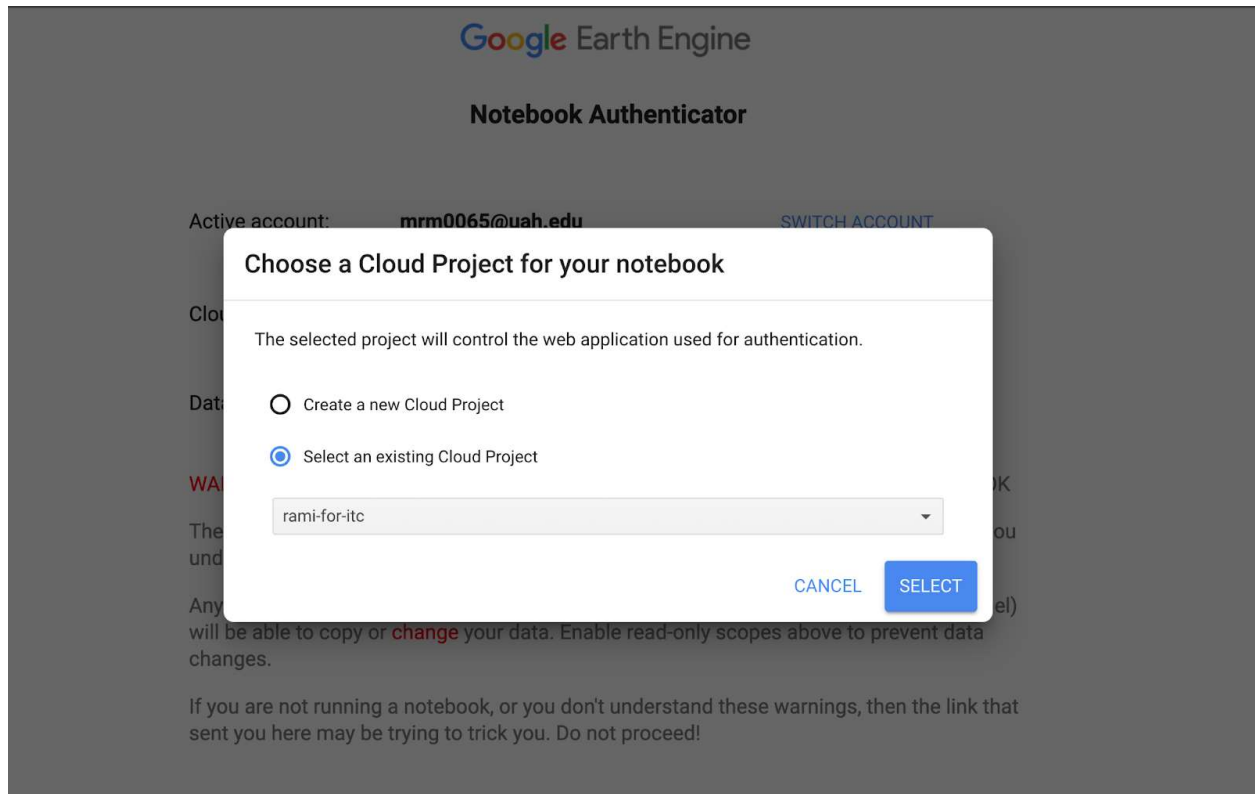 Google Earth Engine
Notebook Authenticator
Active account: mrm0065@uah.edu SWITCH ACCOUNT
Choose a Cloud Project for your notebook
The selected project will control the web application used for authentication.
Create a new Cloud Project
Select an existing Cloud Project
rami-for-itc
CANCEL SELECT
The
Any
will be able to copy or change your data. Enable read-only scopes above to prevent data
changes.
If you are not running a notebook, or you don't understand these warnings, then the link that
sent you here may be trying to trick you. Do not proceed!